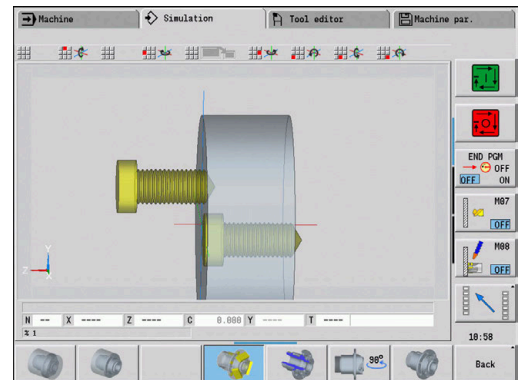 Machine
Simulation
Tool editor
Machine par.
END PGM
OFF
OFF ON
M07
OFF
M08
OFF
Y
Z
X
N -- X ---- Z ---- C 0.000 Y ---- T ----
% 1
10:58
90°
Back